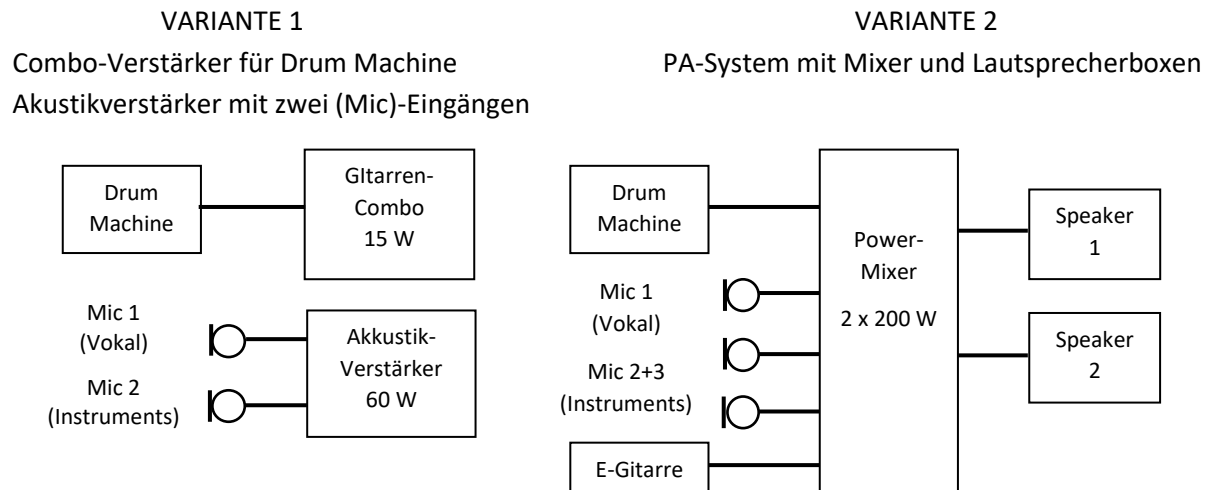 VARIANTE 1
Combo-Verstärker für Drum Machine
Akustikverstärker mit zwei (Mic)-Eingängen
Drum
Machine
GItarren-
Combo
15 W
Mic 1
(Vokal)
Mic 2
(Instruments)
Akkustik-
Verstärker
60 W
VARIANTE 2
PA-System mit Mixer und Lautsprecherboxen
Drum
Machine
Mic 1
(Vokal)
Mic 2+3
(Instruments)
E-Gitarre
Power-
Mixer
2 x 200 W
Speaker
1
Speaker
2